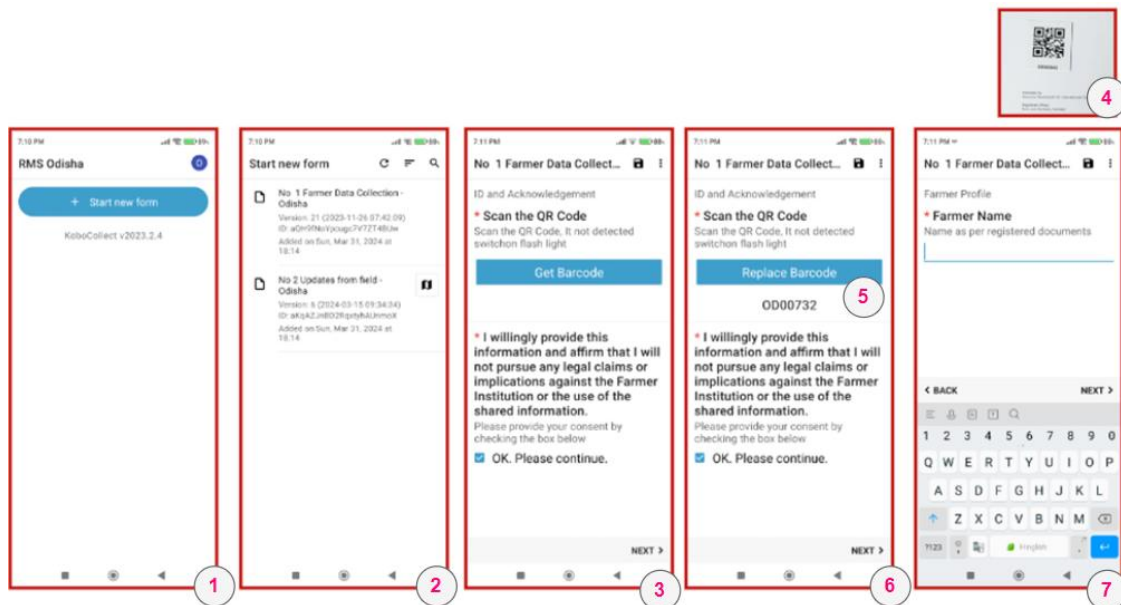 4
7:10 PM
RMS Odisha
O
+ Start new form
KoboCollect v2023.2.4
1
7:10 PM
Start new form
No 1 Farmer Data Collection -
Odisha
Version: 21 (2023-11-26 07:42:09)
Added on Sun, Mar 31, 2024 at
18:14
No 2 Updates from field -
Odisha
Version: 6 (2024-03-15 09:34:34)
Added on Sun, Mar 31, 2024 at
18:14
2
7:11 PM
No 1 Farmer Data Collect...
ID and Acknowledgement
* Scan the QR Code
Scan the QR Code, It not detected
switchon flash light
Get Barcode
* I willingly provide this
information and affirm that I will
not pursue any legal claims or
implications against the Farmer
Institution or the use of the
shared information.
Please provide your consent by
checking the box below
OK. Please continue.
NEXT >
3
7:11 PM
No 1 Farmer Data Collect...
ID and Acknowledgement
* Scan the QR Code
Scan the QR Code, It not detected
switchon flash light
Replace Barcode
5
OD00732
* I willingly provide this
information and affirm that I will
not pursue any legal claims or
implications against the Farmer
Institution or the use of the
shared information.
Please provide your consent by
checking the box below
OK. Please continue.
NEXT >
6
7:11 PM
No 1 Farmer Data Collect...
Farmer Profile
* Farmer Name
Name as per registered documents
< BACK NEXT >
1 2 3 4 5 6 7 8 9 0
Q W E R T Y U I O P
A S D F G H J K L
Z X C V B N M
?123 Hinglish
7